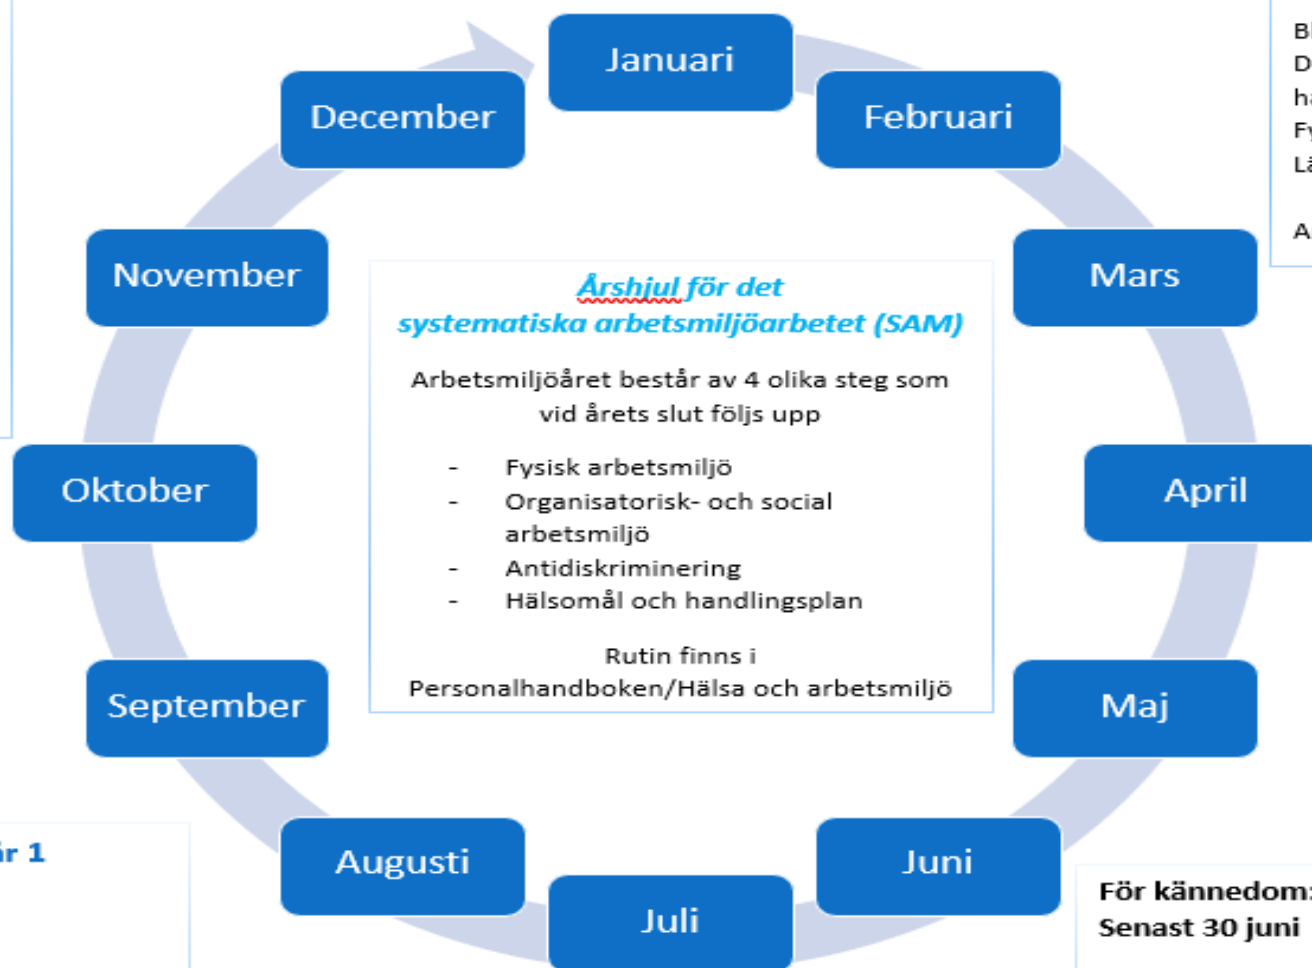 Januari
Februari
Mars
April
Maj
Juni
Juli
Augusti
September
Oktober
November
December
Årshjul för det
systematiska arbetsmiljöarbetet (SAM)
Arbetsmiljöåret består av 4 olika steg som
vid årets slut följs upp
- Fysisk arbetsmiljö
- Organisatorisk- och social
arbetsmiljö
- Antidiskriminering
- Hälsomål och handlingsplan
Rutin finns i
Personalhandboken/Hälsa och arbetsmiljö
1
För kännedom:
Senast 30 juni